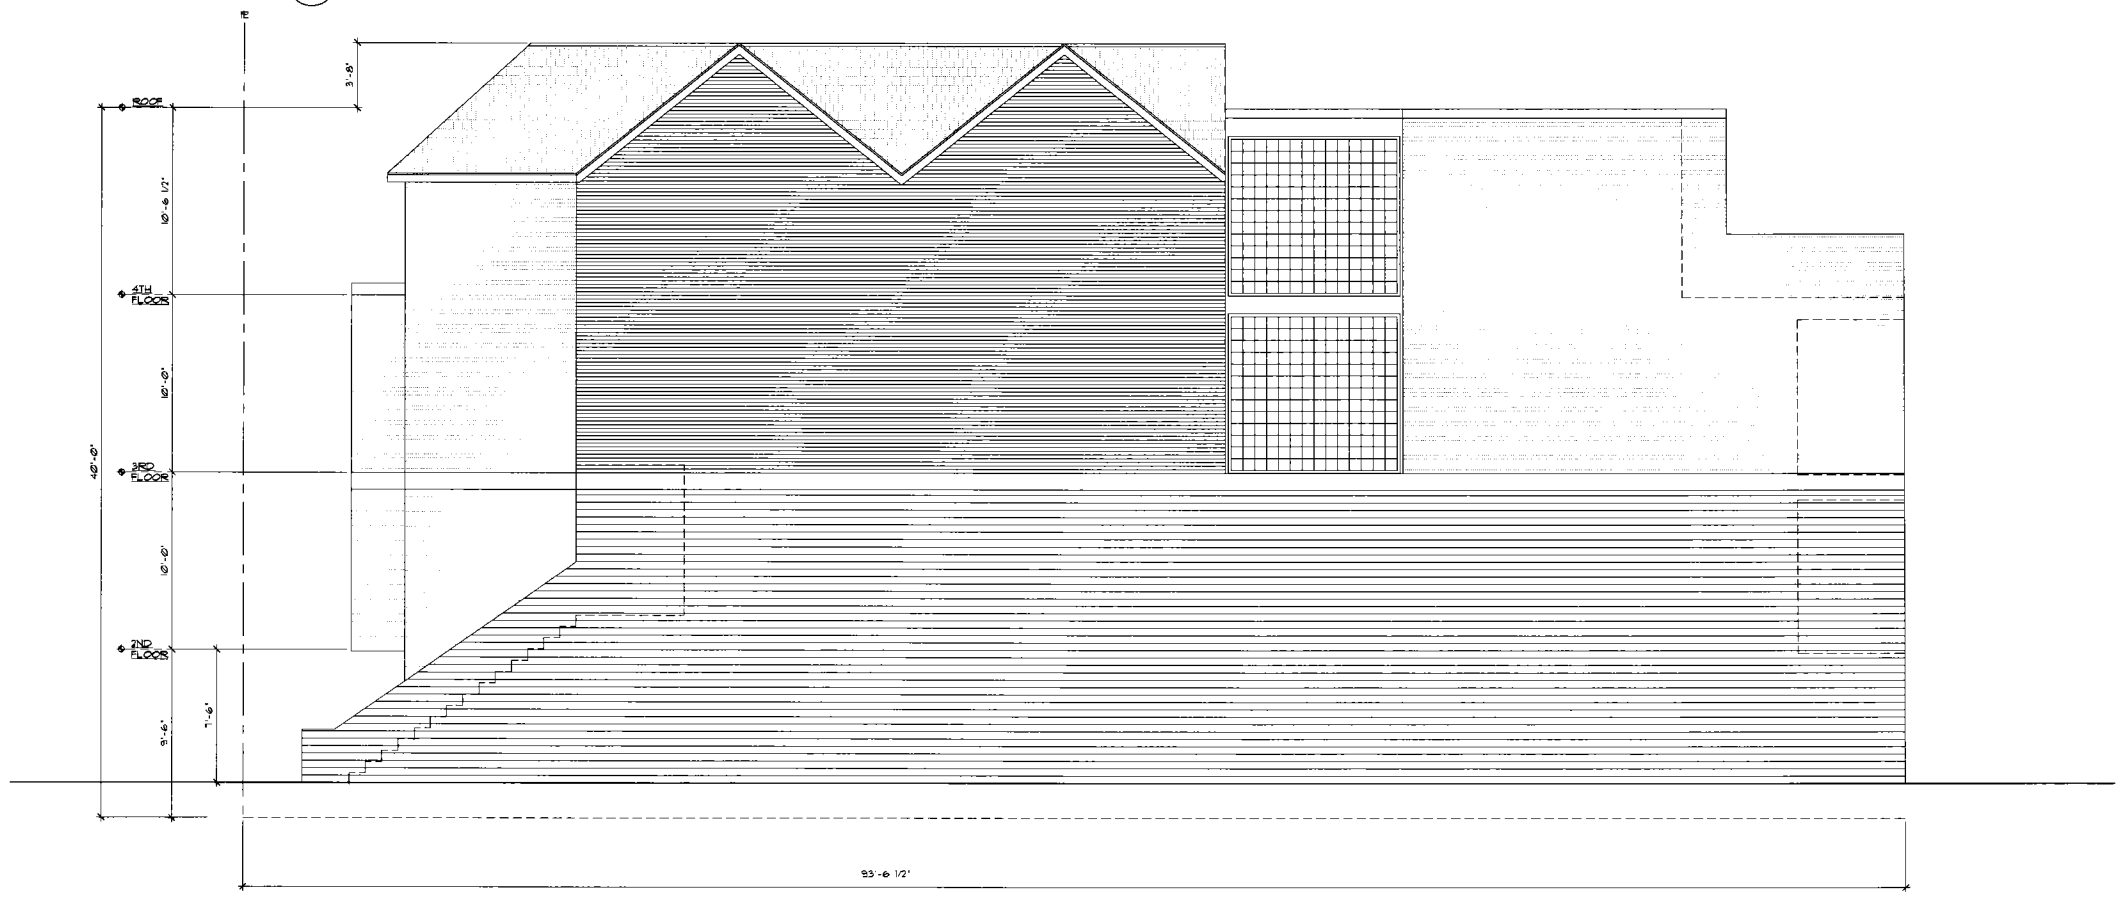 PL
3'-8"
ROOF
10'-6 1/2"
4TH
FLOOR
10'-0"
40'-0"
3RD
FLOOR
10'-0"
2ND
FLOOR
9'-6"
7'-6"
93'-6 1/2"